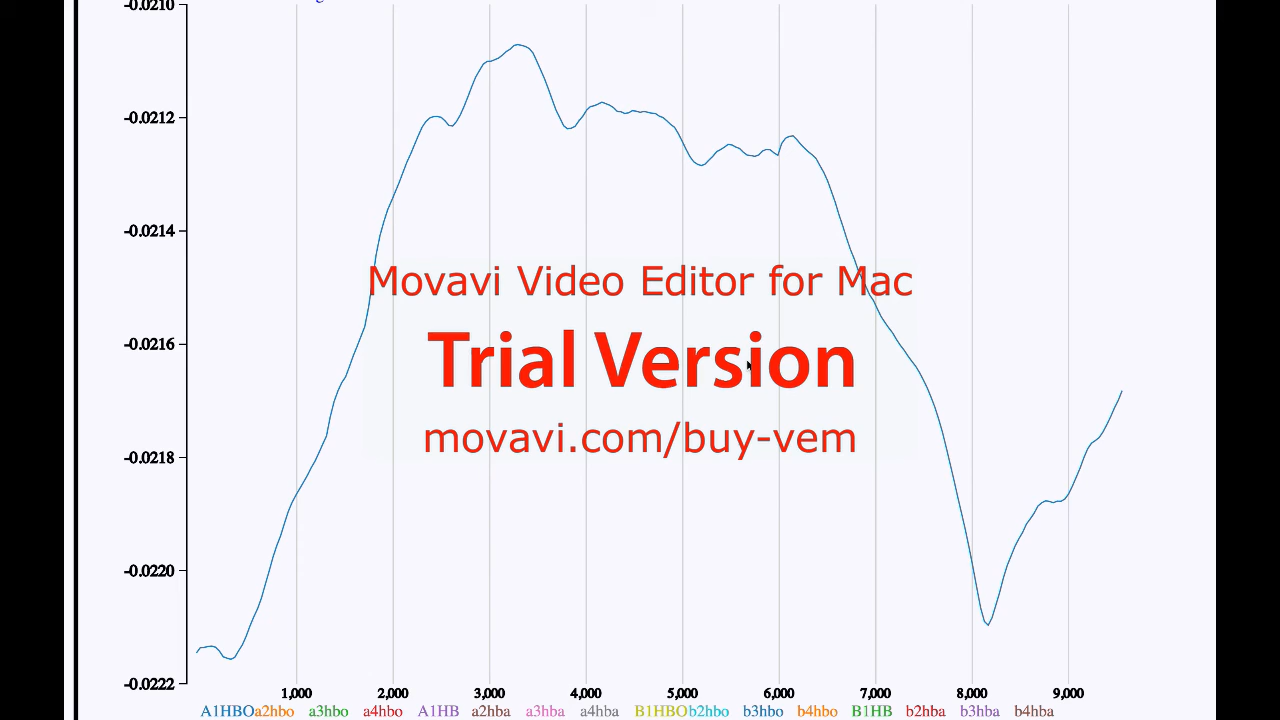 -0.0210
-0.0212
-0.0214
Movavi Video Editor for Mac
-0.0216
Trial Version
movavi.com/buy-vem
-0.0218
-0.0220
-0.0222
1,000 2,000 3,000 4,000 5,000 6,000 7,000 8,000 9,000
A1HBO a2hbo a3hbo a4hbo A1HB a2hba a3hba a4hba B1HBO b2hbo b3hbo b4hbo B1HB b2hba b3hba b4hba